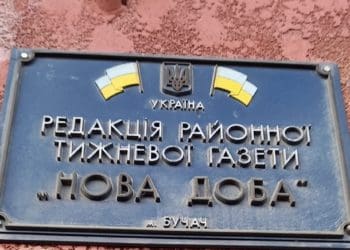 УКРАЇНА
РЕДАКЦІЯ РАЙОННОЇ
ТИЖНЕВОЇ ГАЗЕТИ
„НОВА ДОБА"
м. БУЧАЧ